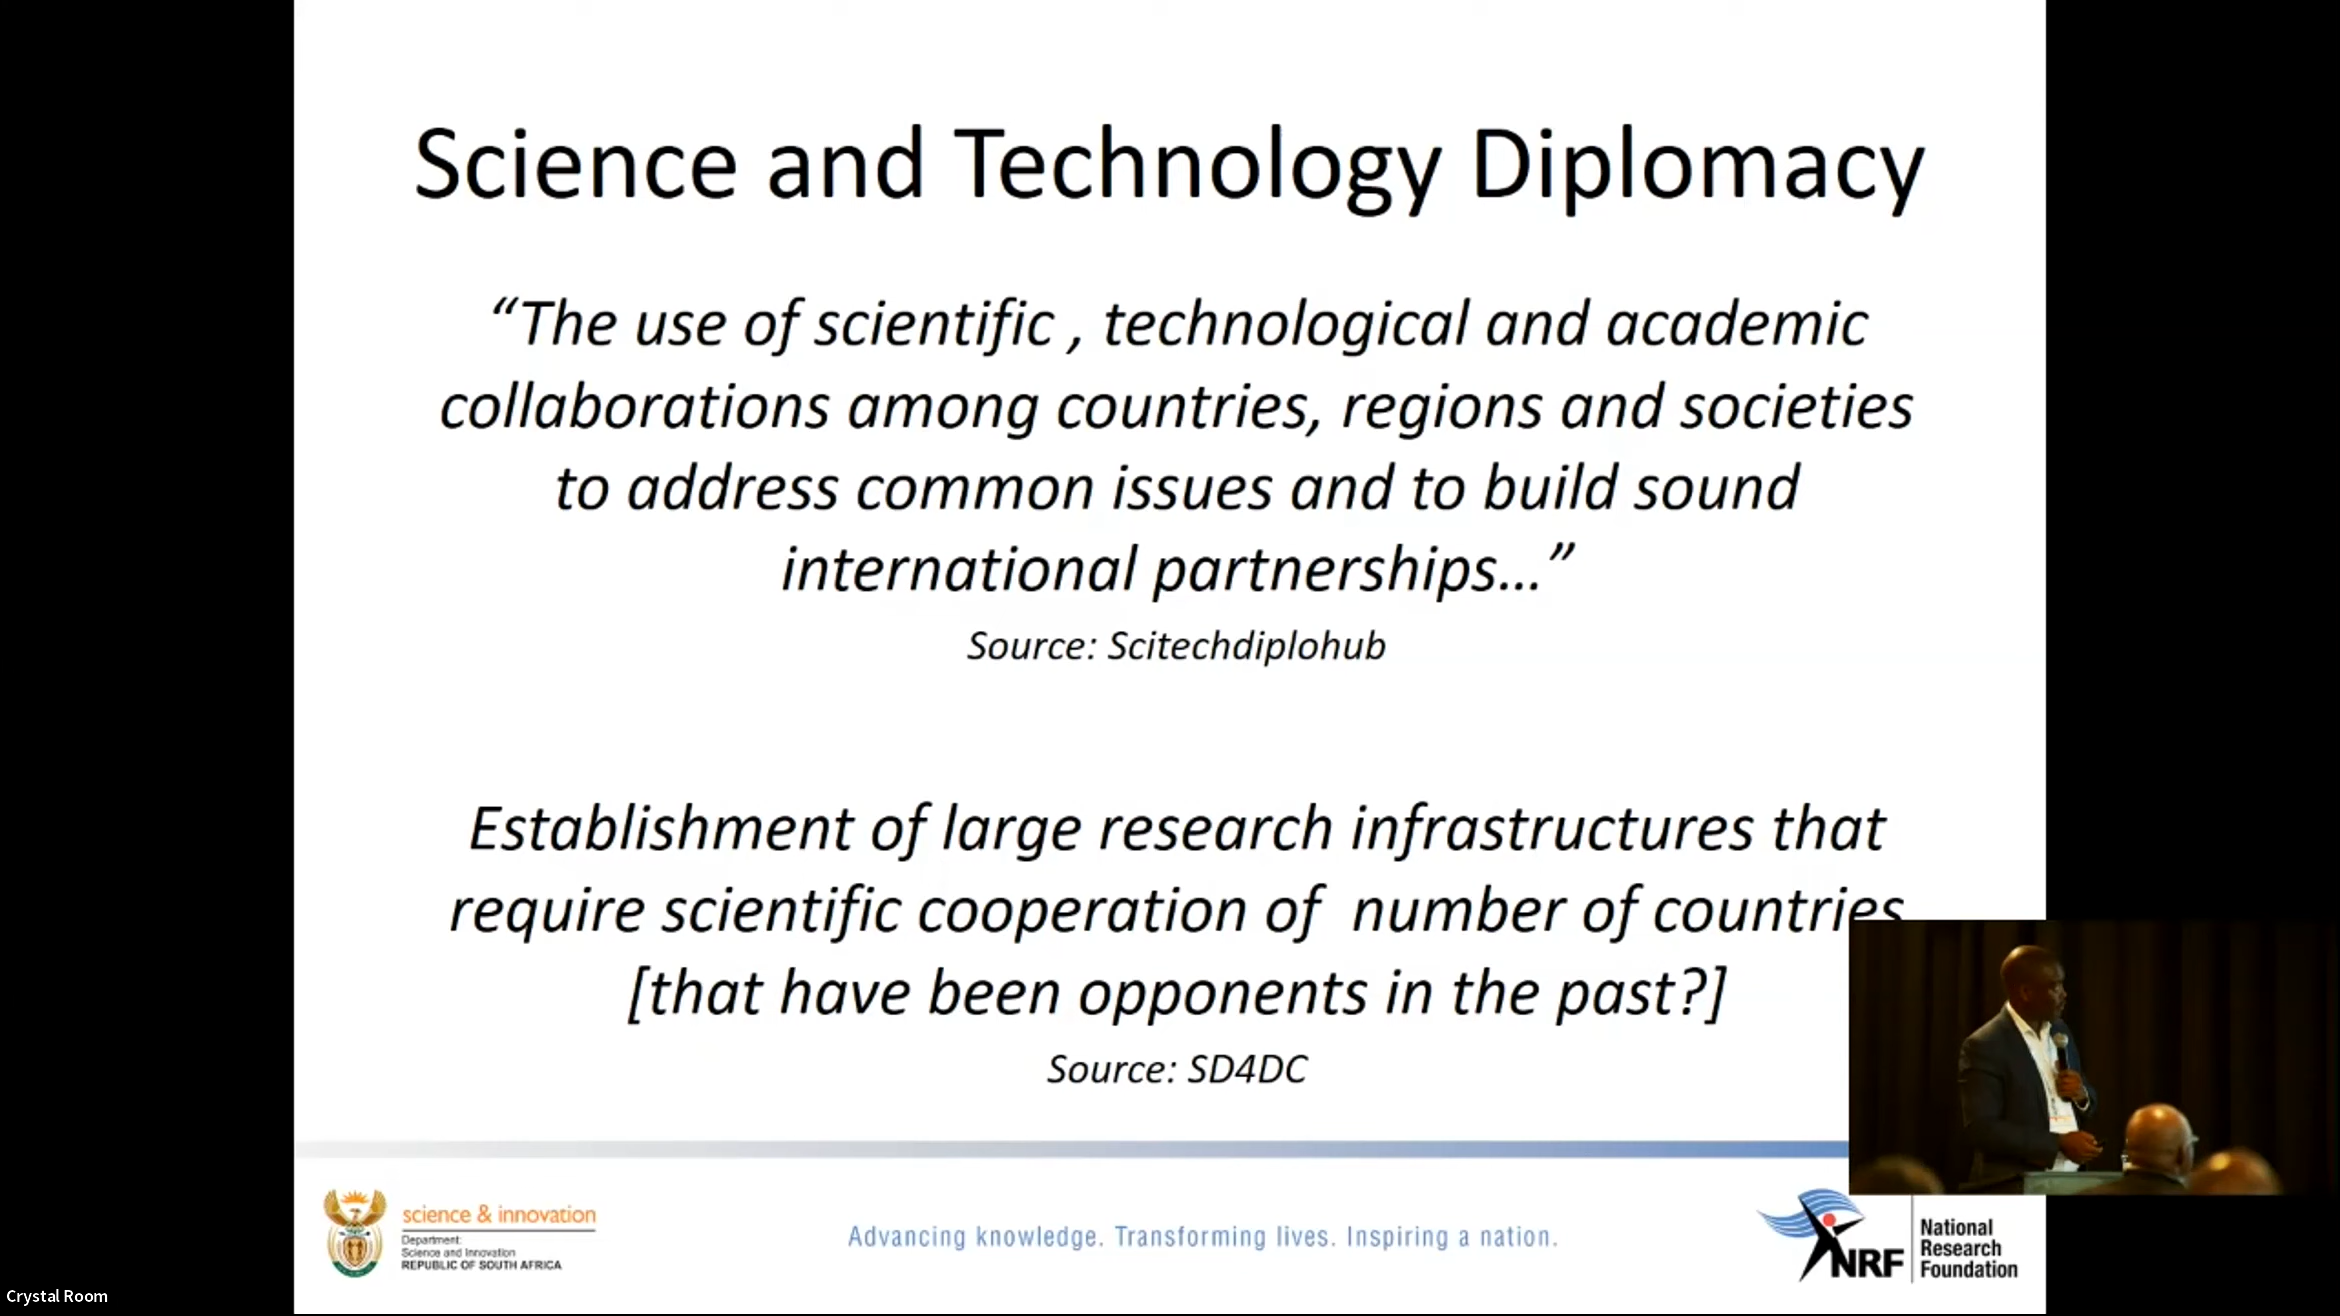 Science and Technology Diplomacy
“The use of scientific , technological and academic
collaborations among countries, regions and societies
to address common issues and to build sound
international partnerships...”
Source: Scitechdiplohub
Establishment of large research infrastructures that
require scientific cooperation of  number of countries
[that have been opponents in the past?]
Source: SD4DC
science & innovation
Department:
Science and Innovation
REPUBLIC OF SOUTH AFRICA
Advancing knowledge. Transforming lives. Inspiring a nation.
NRF
National
Research
Foundation
Crystal Room